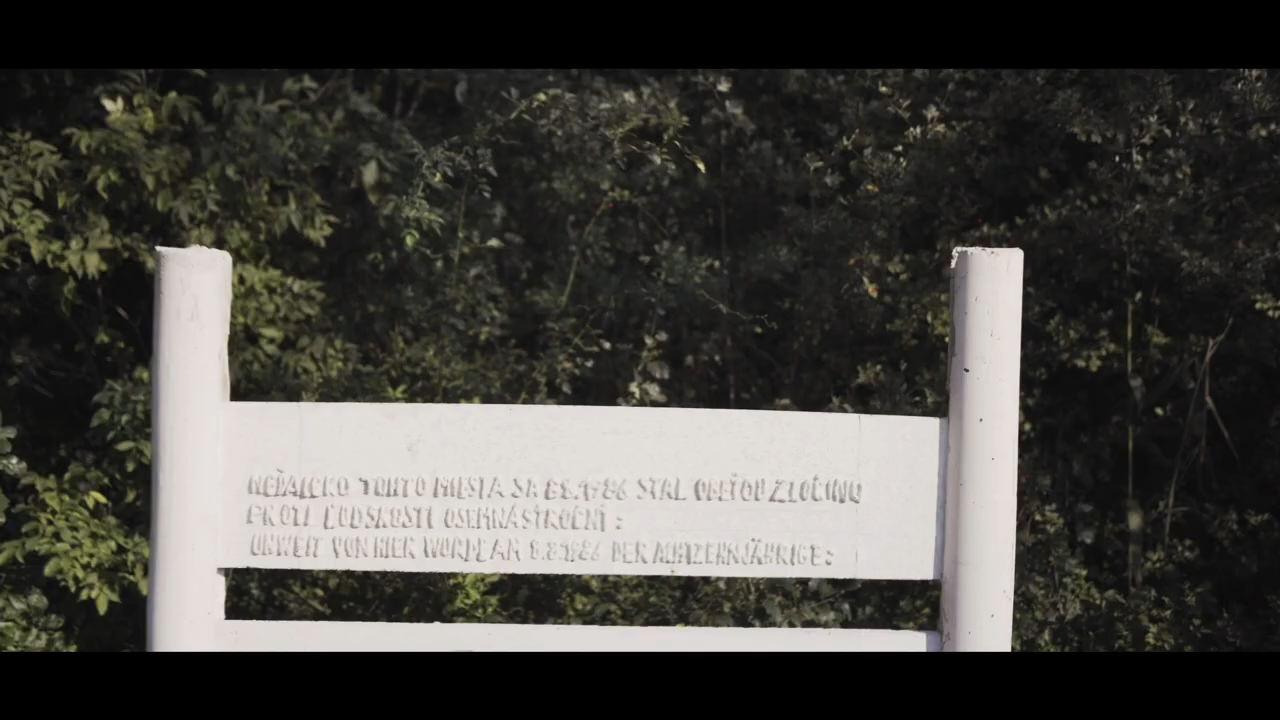 NEĎALEKO TOHTO MIESTA SA 8.8.1986 STAL OBEŤOU ZLOČINU
PROTI ĽUDSKOSTI OSEMNÁSŤROČNÝ :
UNWEIT VON HIER WURDE AM 8.8.1986 DER ACHTZEHNJÄHRIGE: